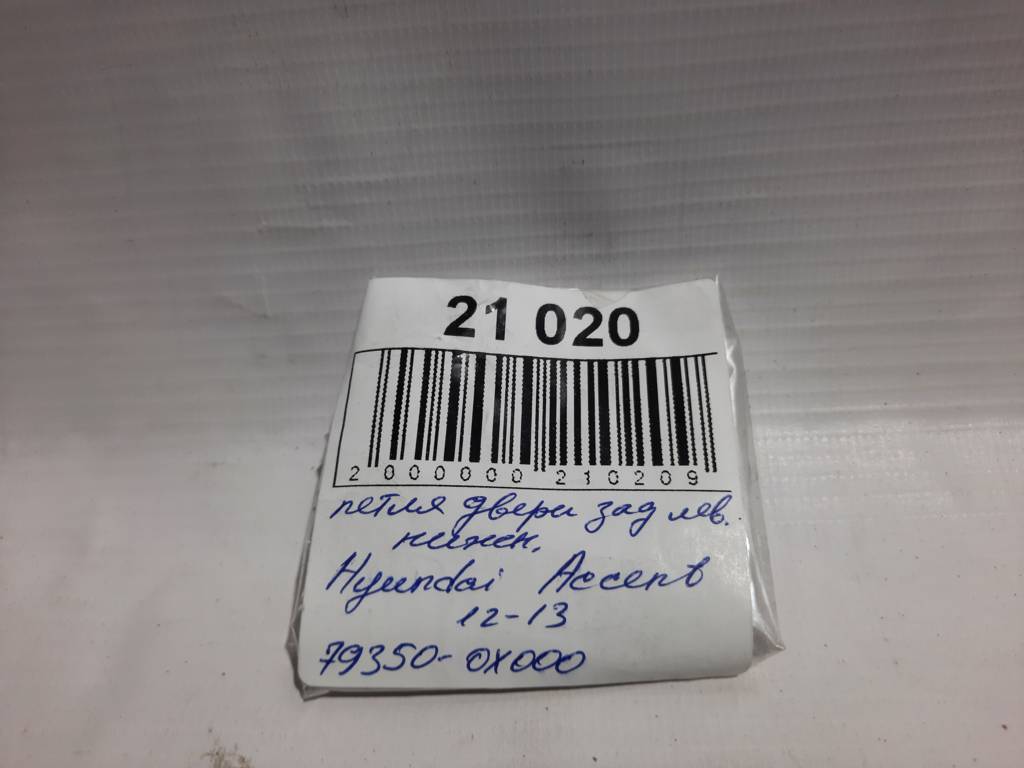 21 020
2 000000 210209
петля двери зад лев.
нижн.
Hyundai Accent
12-13
79350-0X000